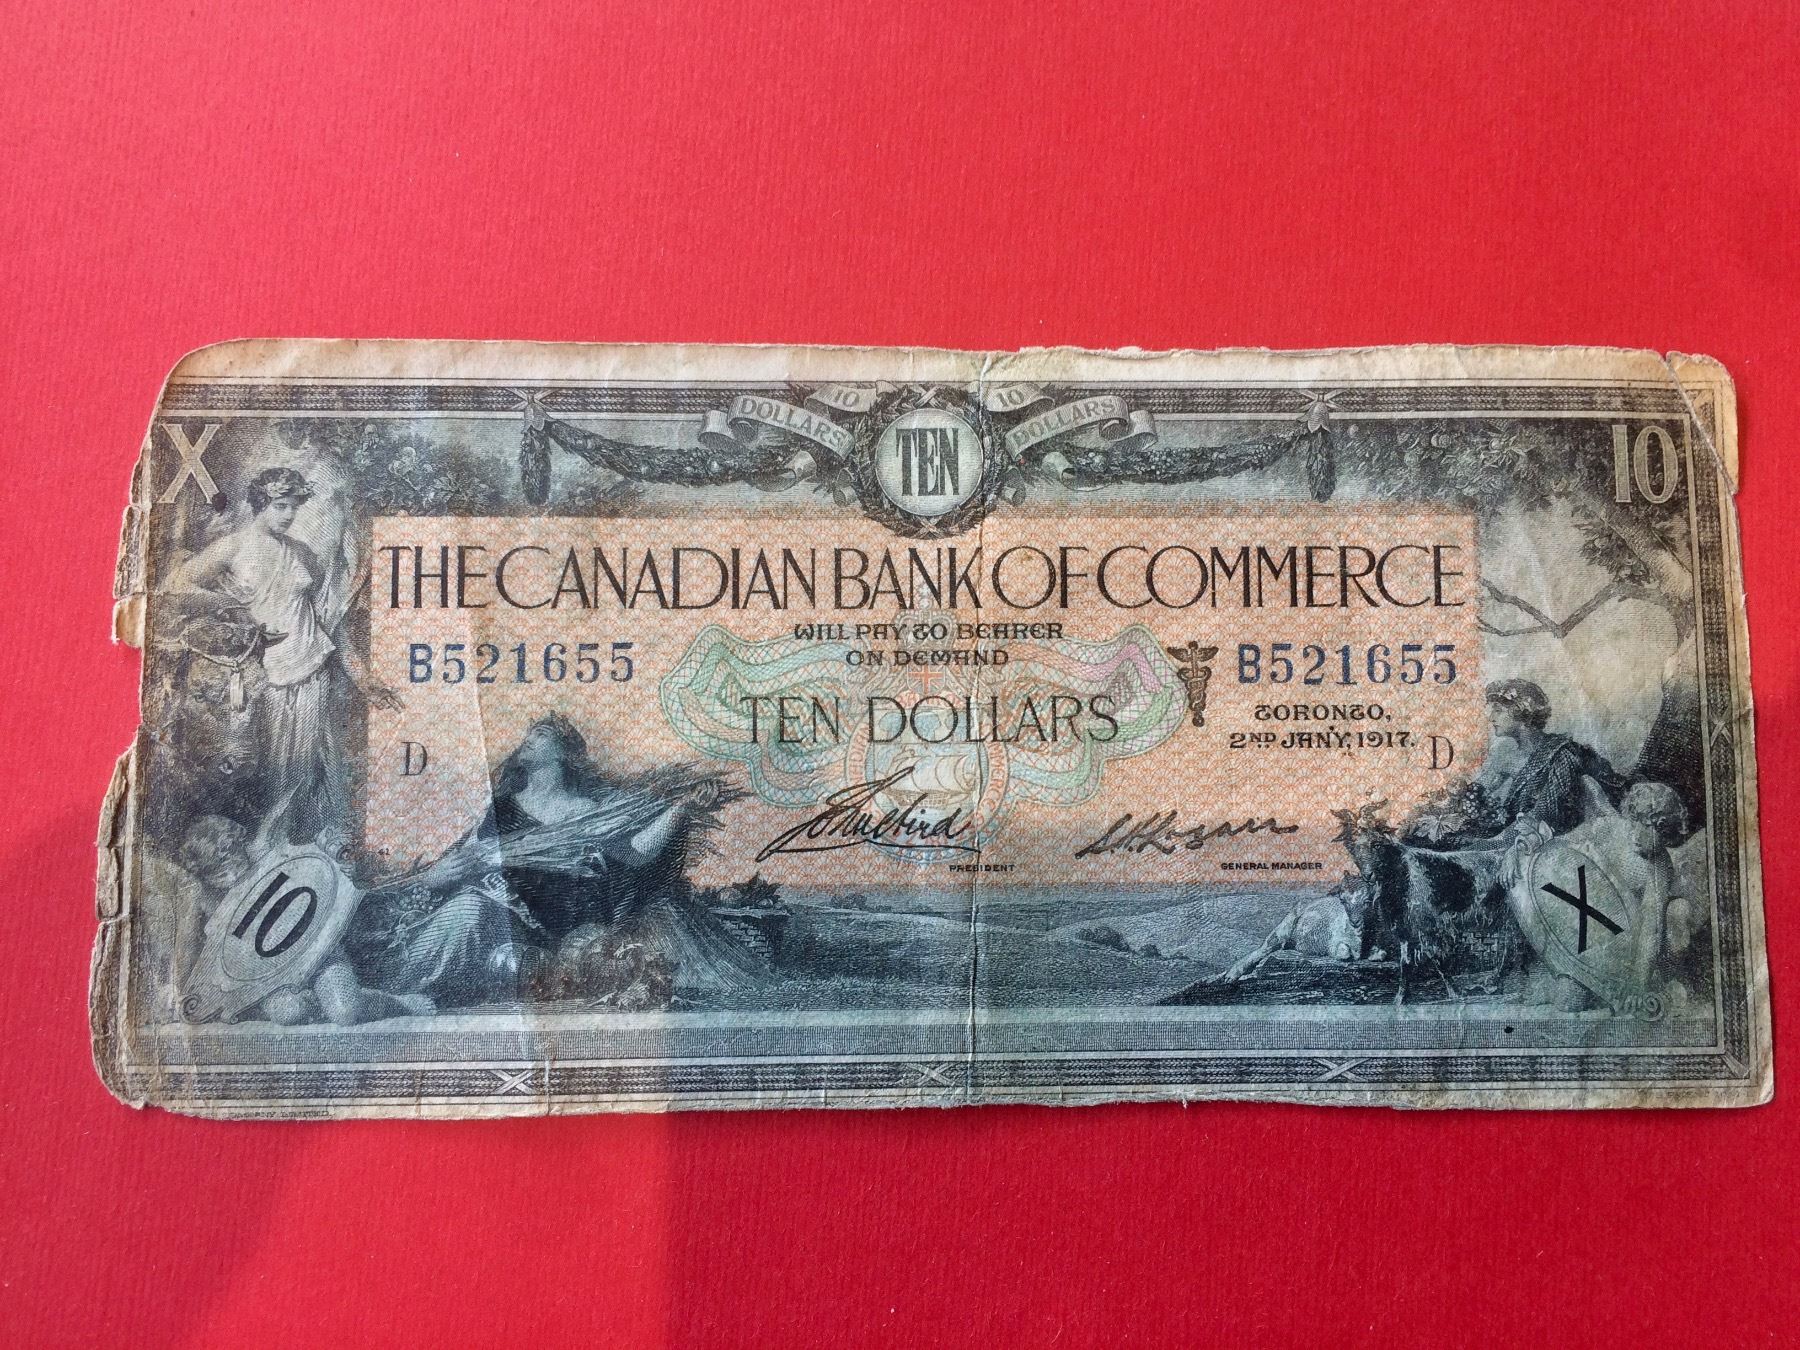 10 10
DOLLARS TEN DOLLARS
X 10
THE CANADIAN BANK OF COMMERCE
WILL PAY TO BEARER
ON DEMAND
B521655 B521655
TEN DOLLARS
TORONTO,
2ND JANY, 1917.
D D
PRESIDENT GENERAL MANAGER
10 X